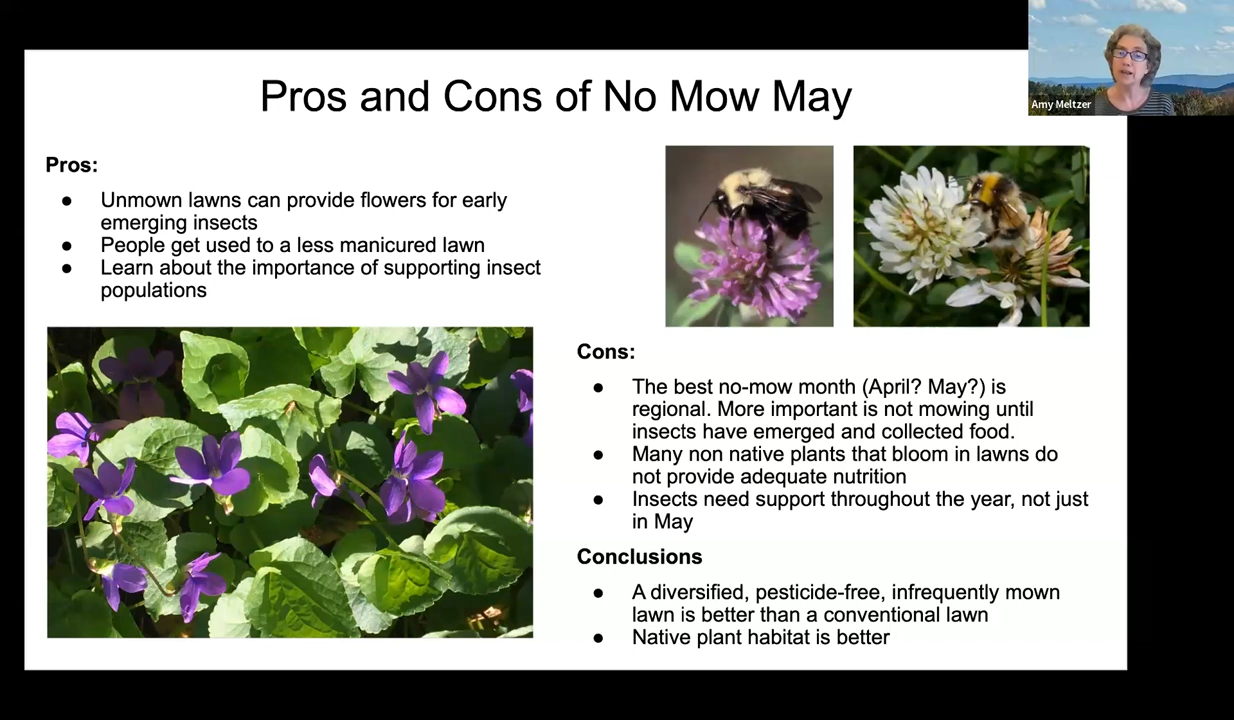 Pros and Cons of No Mow May
Amy Meltzer
Pros:
● Unmown lawns can provide flowers for early
emerging insects
● People get used to a less manicured lawn
● Learn about the importance of supporting insect
populations
Cons:
● The best no-mow month (April? May?) is
regional. More important is not mowing until
insects have emerged and collected food.
● Many non native plants that bloom in lawns do
not provide adequate nutrition
● Insects need support throughout the year, not just
in May
Conclusions
● A diversified, pesticide-free, infrequently mown
lawn is better than a conventional lawn
● Native plant habitat is better